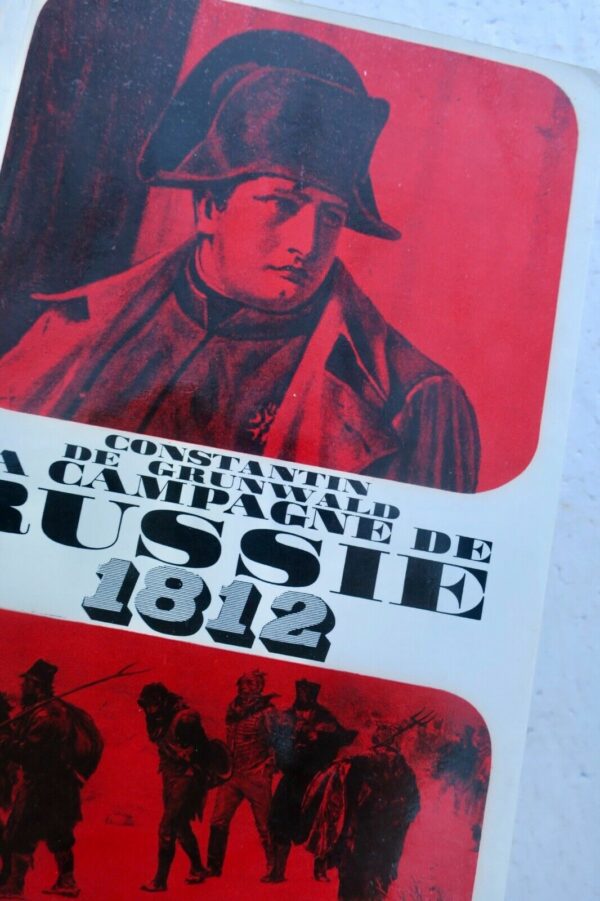 CONSTANTIN
DE GRUNWALD
A CAMPAGNE DE
RUSSIE
1812